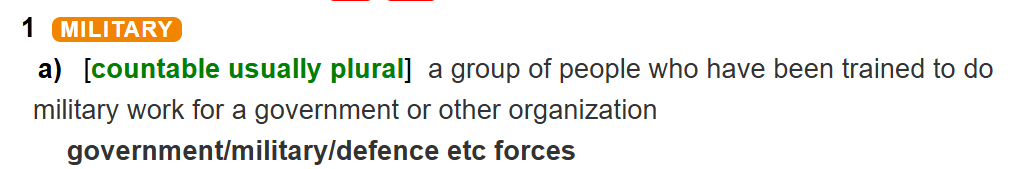 1 MILITARY
a) [countable usually plural] a group of people who have been trained to do
military work for a government or other organization
government/military/defence etc forces